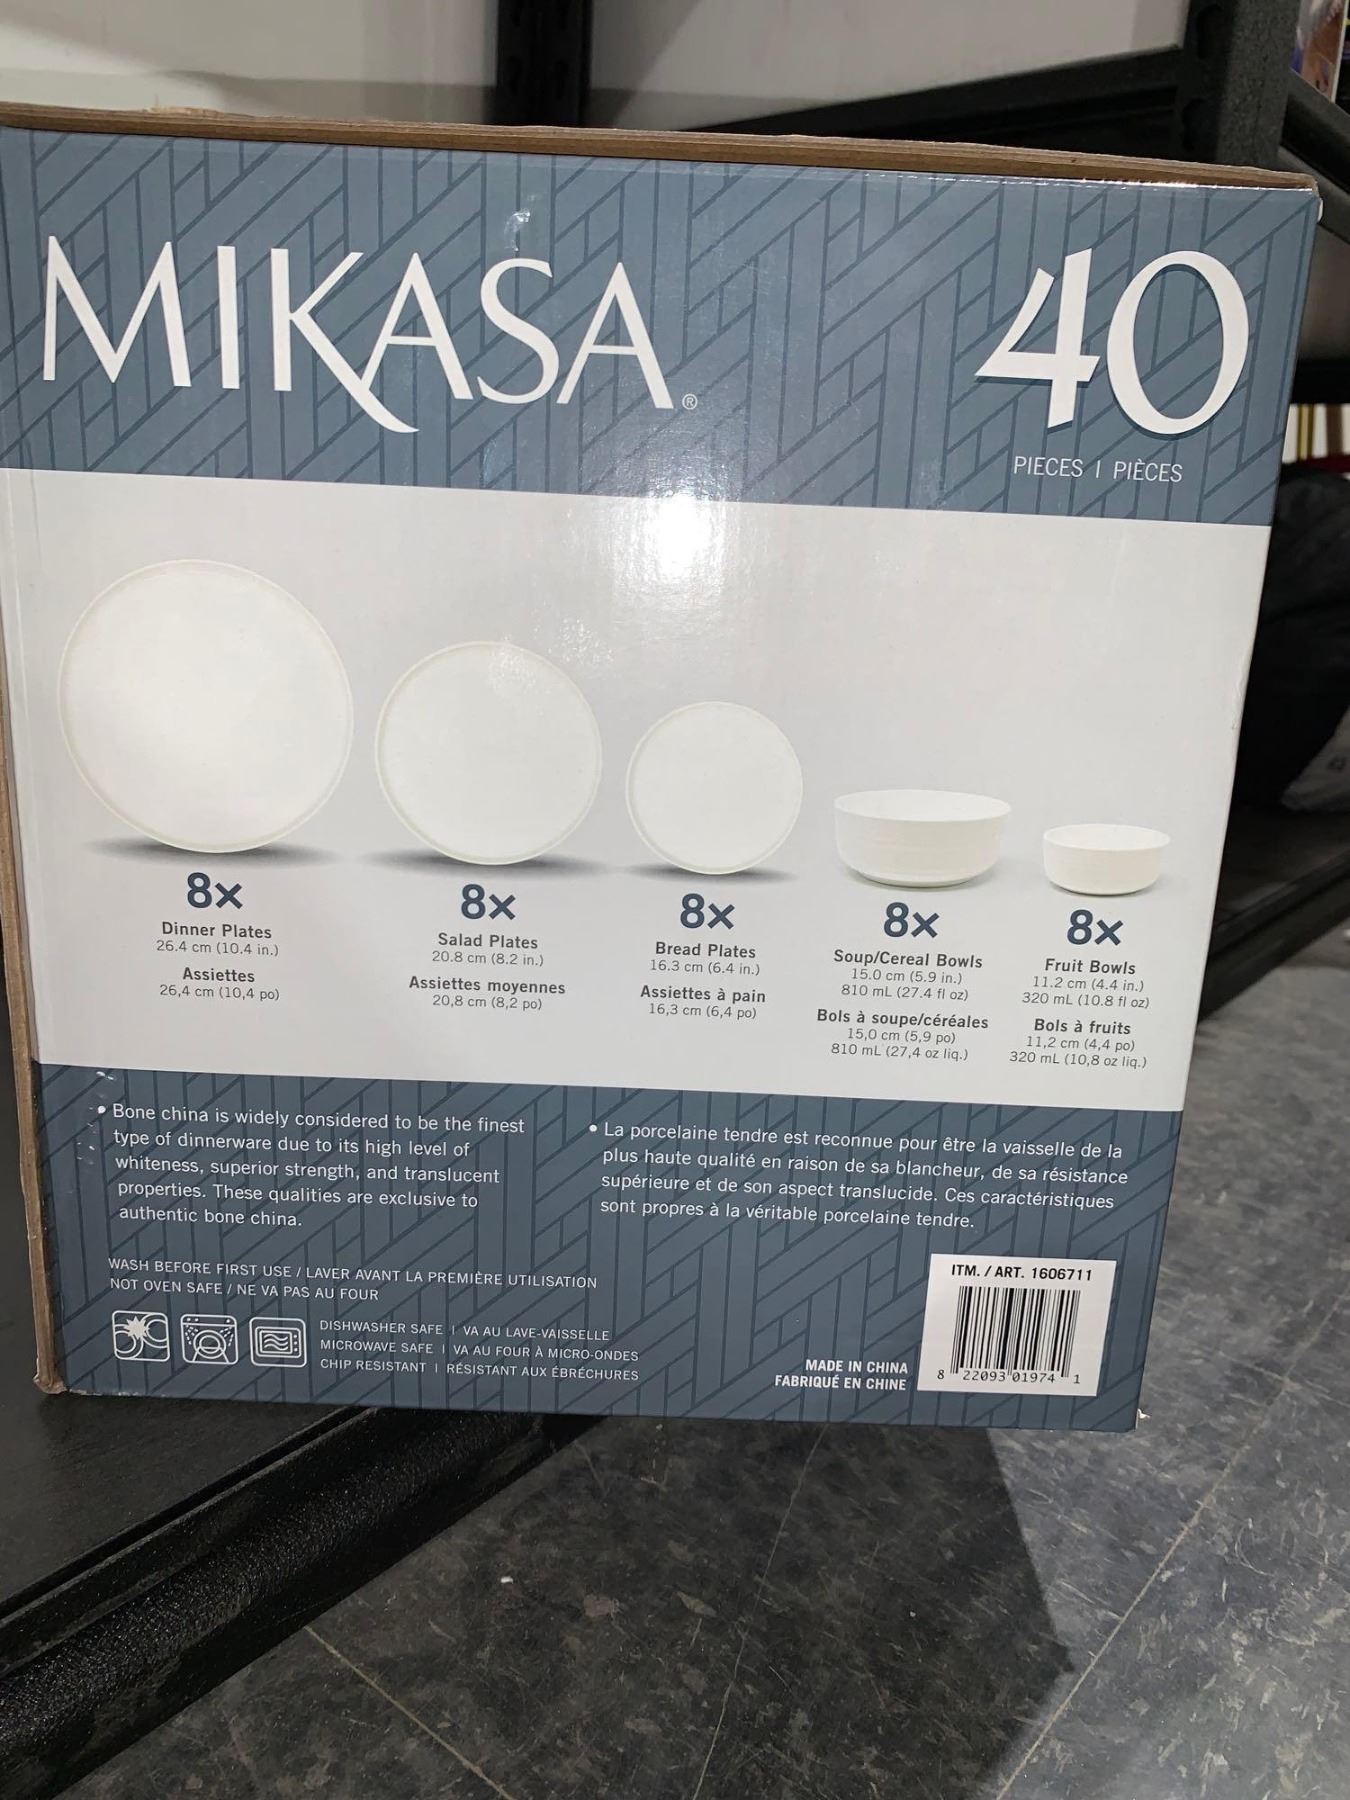 MIKASA®
40
PIECES | PIÈCES
8×
Dinner Plates
26.4 cm (10.4 in.)
Assiettes
26,4 cm (10,4 po)
8×
Salad Plates
20.8 cm (8.2 in.)
Assiettes moyennes
20,8 cm (8,2 po)
8×
Bread Plates
16.3 cm (6.4 in.)
Assiettes à pain
16,3 cm (6,4 po)
8×
Soup/Cereal Bowls
15.0 cm (5.9 in.)
810 mL (27.4 fl oz)
Bols à soupe/céréales
15,0 cm (5,9 po)
810 mL (27,4 oz liq.)
8×
Fruit Bowls
11.2 cm (4.4 in.)
320 mL (10.8 fl oz)
Bols à fruits
11,2 cm (4,4 po)
320 mL (10,8 oz liq.)
• Bone china is widely considered to be the finest
type of dinnerware due to its high level of
whiteness, superior strength, and translucent
properties. These qualities are exclusive to
authentic bone china.
• La porcelaine tendre est reconnue pour être la vaisselle de la
plus haute qualité en raison de sa blancheur, de sa résistance
supérieure et de son aspect translucide. Ces caractéristiques
sont propres à la véritable porcelaine tendre.
WASH BEFORE FIRST USE / LAVER AVANT LA PREMIÈRE UTILISATION
NOT OVEN SAFE / NE VA PAS AU FOUR
DISHWASHER SAFE | VA AU LAVE-VAISSELLE
MICROWAVE SAFE | VA AU FOUR À MICRO-ONDES
CHIP RESISTANT | RÉSISTANT AUX ÉBRÉCHURES
MADE IN CHINA
FABRIQUÉ EN CHINE
ITM. / ART. 1606711
8 22093 01974 1